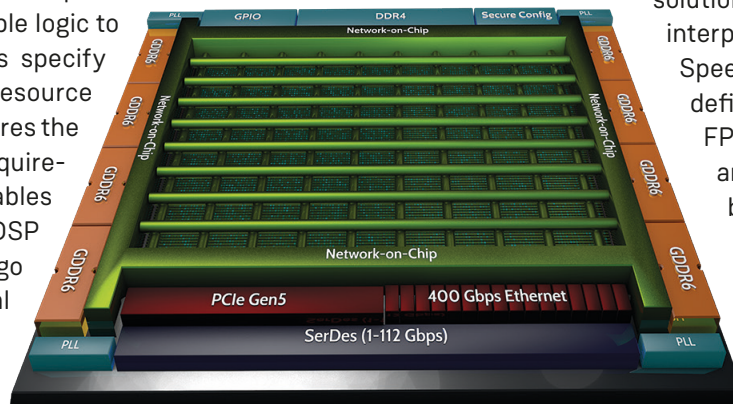 ble logic to
s specify
esource
res the
quire-
ables
DSP
go
l
PLL
GPIO
DDR4
Secure Config
PLL
Network-on-Chip
GDDR6
GDDR6
GDDR6
GDDR6
Network-on-Chip
Network-on-Chip
GDDR6
GDDR6
GDDR6
GDDR6
Network-on-Chip
PCIe Gen5
400 Gbps Ethernet
SerDes (1-112 Gbps)
PLL
PLL
solution
interp
Spee
defi
FP
ar
b